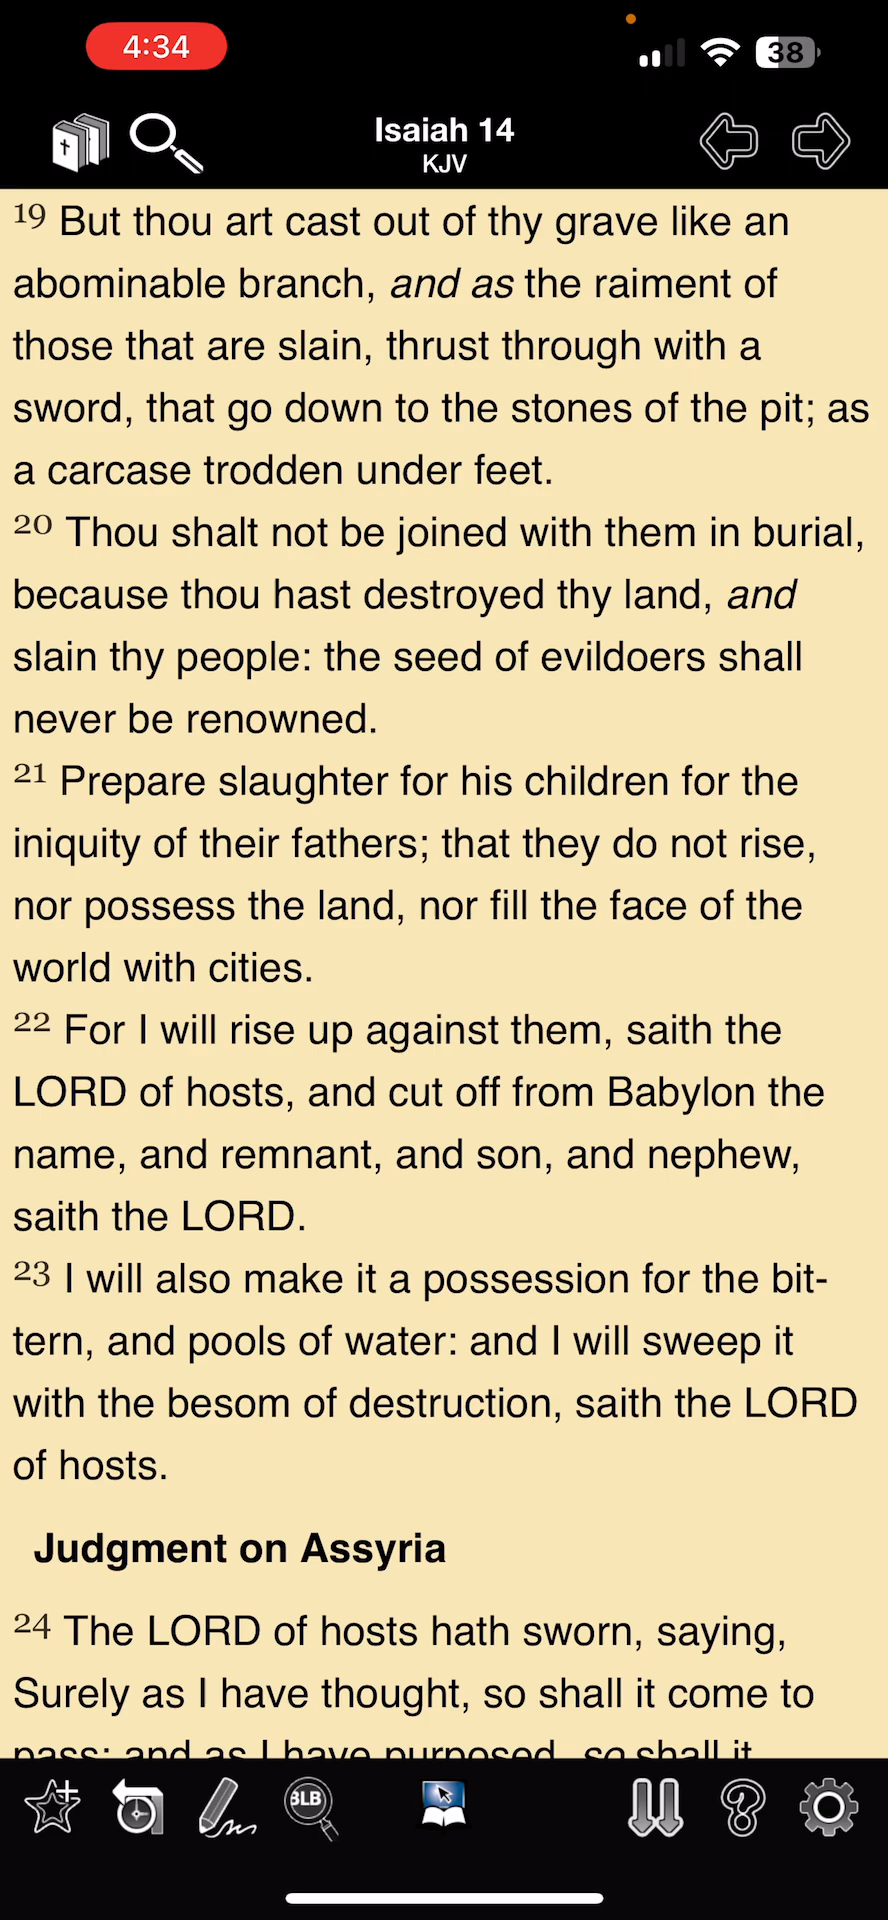 4:34
38
Isaiah 14
KJV
19 But thou art cast out of thy grave like an
abominable branch, and as the raiment of
those that are slain, thrust through with a
sword, that go down to the stones of the pit; as
a carcase trodden under feet.
20 Thou shalt not be joined with them in burial,
because thou hast destroyed thy land, and
slain thy people: the seed of evildoers shall
never be renowned.
21 Prepare slaughter for his children for the
iniquity of their fathers; that they do not rise,
nor possess the land, nor fill the face of the
world with cities.
22 For I will rise up against them, saith the
LORD of hosts, and cut off from Babylon the
name, and remnant, and son, and nephew,
saith the LORD.
23 I will also make it a possession for the bit-
tern, and pools of water: and I will sweep it
with the besom of destruction, saith the LORD
of hosts.
Judgment on Assyria
24 The LORD of hosts hath sworn, saying,
Surely as I have thought, so shall it come to
pass; and as I have purposed, so shall it
BLB